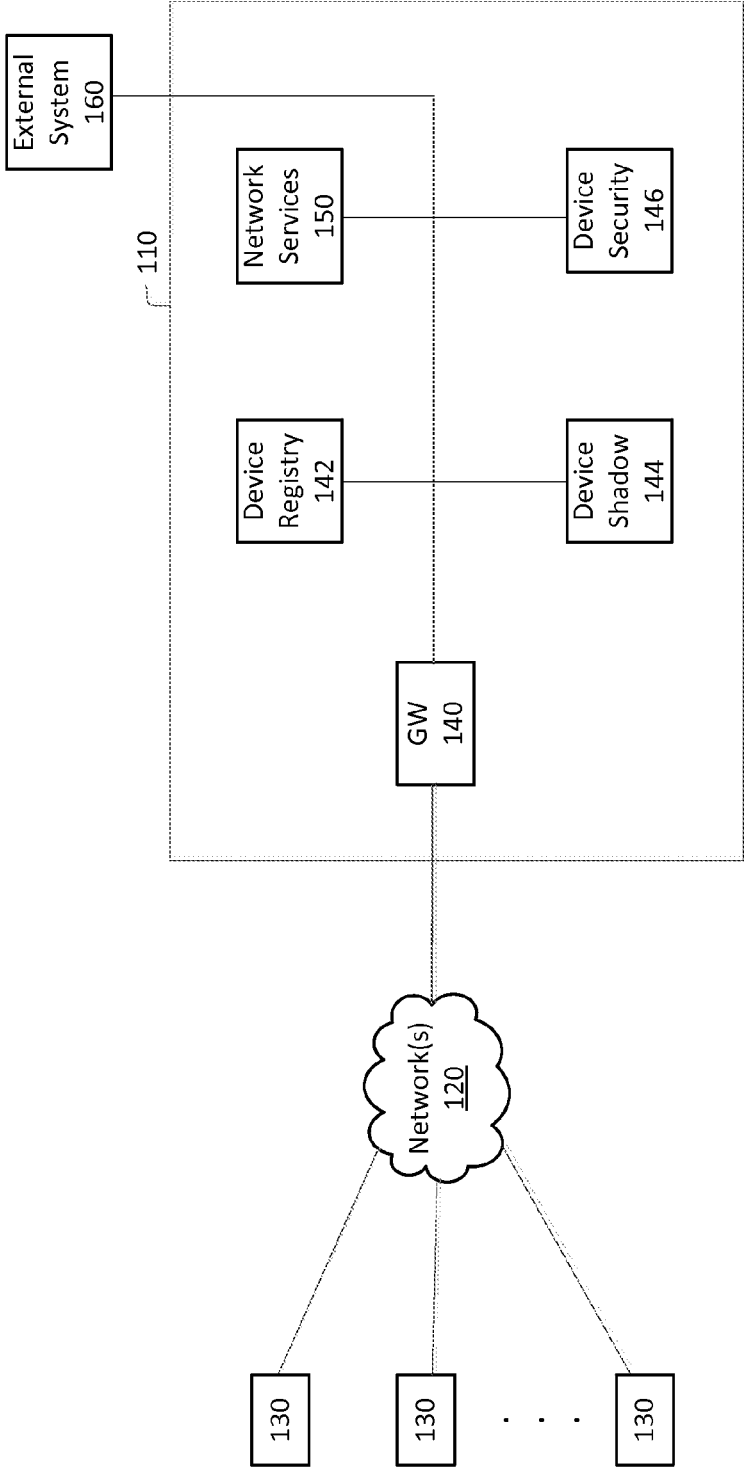 External
System
160
110
Network
Services
150
Device
Security
146
Device
Registry
142
Device
Shadow
144
GW
140
Network(s)
120
130
130
. . .
130